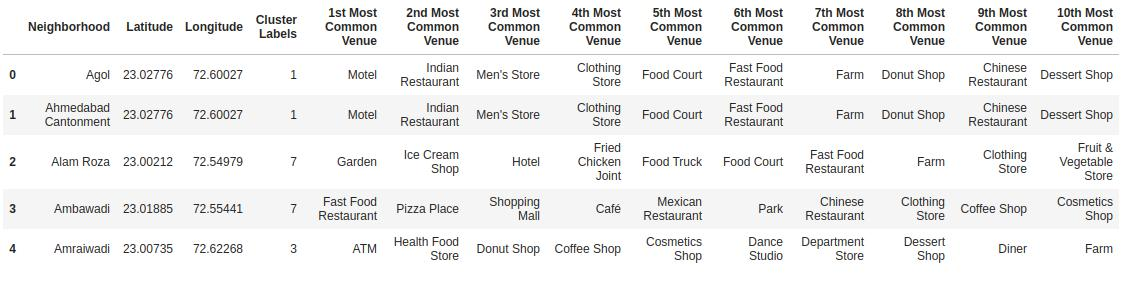 Neighborhood Latitude Longitude Cluster Labels 1st Most Common Venue 2nd Most Common Venue 3rd Most Common Venue 4th Most Common Venue 5th Most Common Venue 6th Most Common Venue 7th Most Common Venue 8th Most Common Venue 9th Most Common Venue 10th Most Common Venue
0 Agol 23.02776 72.60027 1 Motel Indian Restaurant Men's Store Clothing Store Food Court Fast Food Restaurant Farm Donut Shop Chinese Restaurant Dessert Shop
1 Ahmedabad Cantonment 23.02776 72.60027 1 Motel Indian Restaurant Men's Store Clothing Store Food Court Fast Food Restaurant Farm Donut Shop Chinese Restaurant Dessert Shop
2 Alam Roza 23.00212 72.54979 7 Garden Ice Cream Shop Hotel Fried Chicken Joint Food Truck Food Court Fast Food Restaurant Farm Clothing Store Fruit & Vegetable Store
3 Ambawadi 23.01885 72.55441 7 Fast Food Restaurant Pizza Place Shopping Mall Café Mexican Restaurant Park Chinese Restaurant Clothing Store Coffee Shop Cosmetics Shop
4 Amraiwadi 23.00735 72.62268 3 ATM Health Food Store Donut Shop Coffee Shop Cosmetics Shop Dance Studio Department Store Dessert Shop Diner Farm